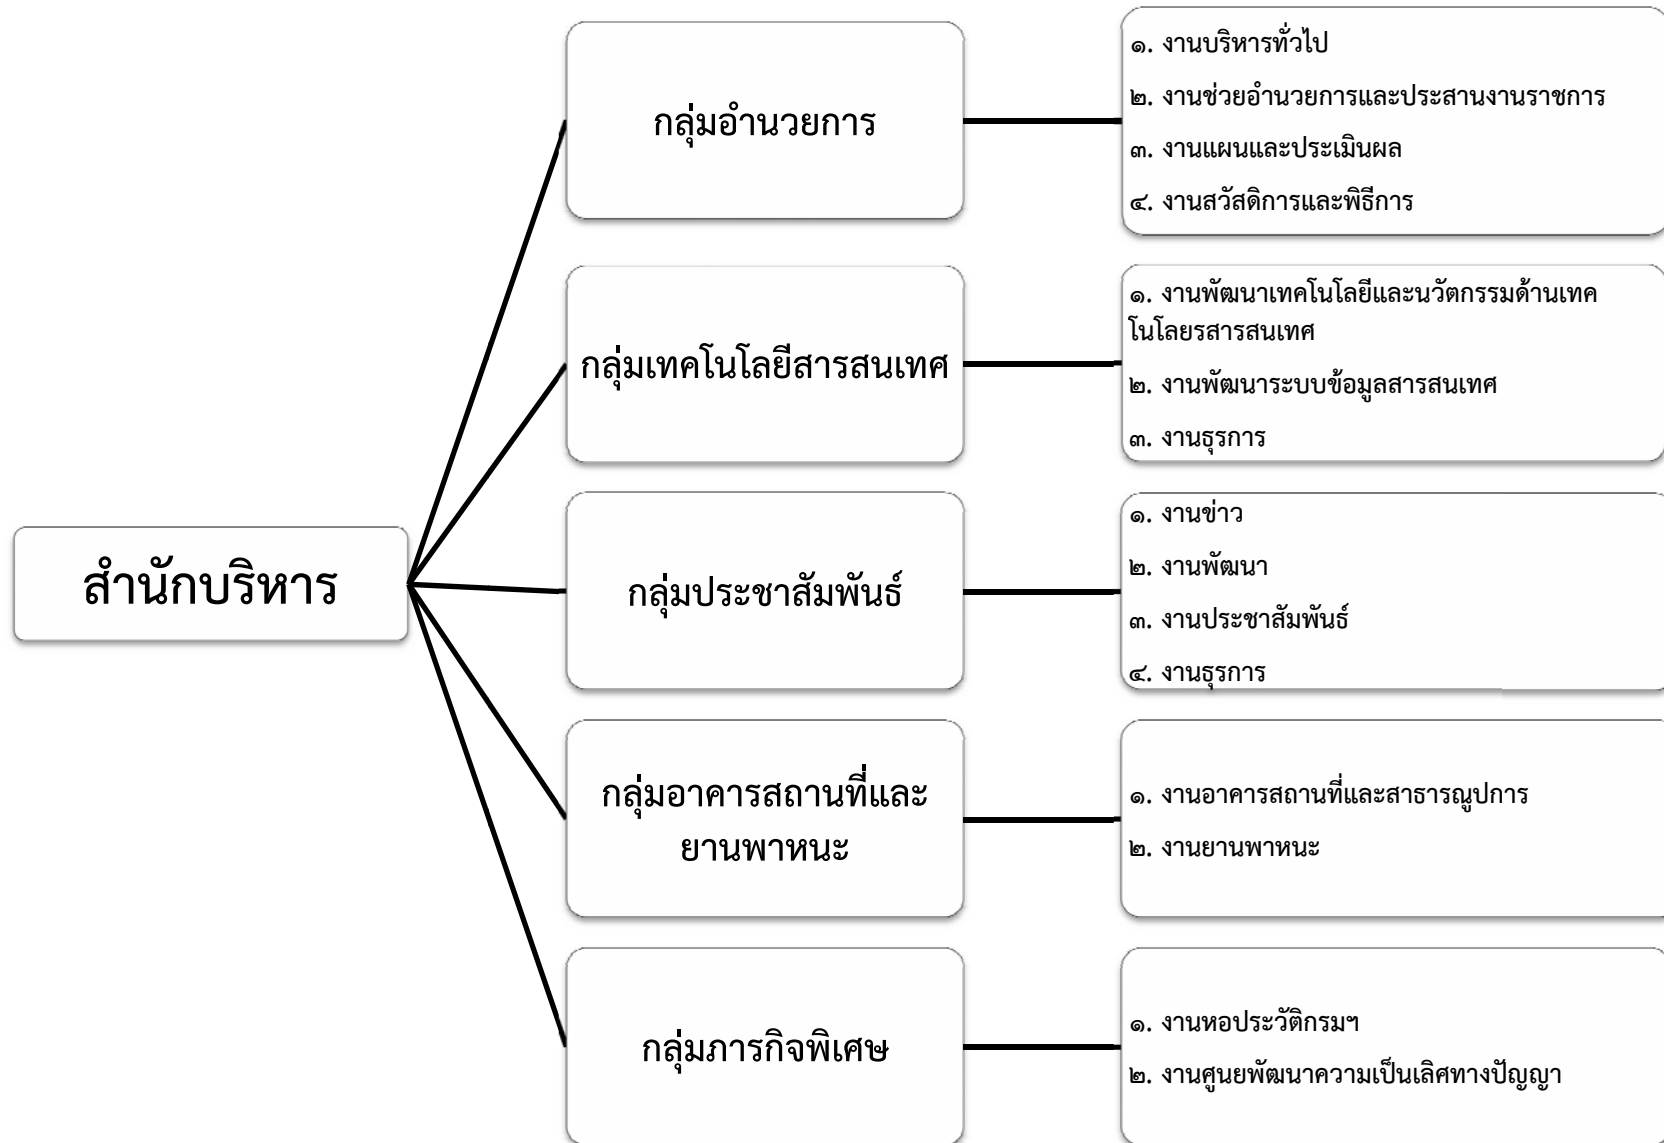 สำนักบริหาร
กลุ่มอำนวยการ
๑. งานบริหารทั่วไป
๒. งานช่วยอำนวยการและประสานงานราชการ
๓. งานแผนและประเมินผล
๔. งานสวัสดิการและพิธีการ
กลุ่มเทคโนโลยีสารสนเทศ
๑. งานพัฒนาเทคโนโลยีและนวัตกรรมด้านเทค
โนโลยรสารสนเทศ
๒. งานพัฒนาระบบข้อมูลสารสนเทศ
๓. งานธุรการ
กลุ่มประชาสัมพันธ์
๑. งานข่าว
๒. งานพัฒนา
๓. งานประชาสัมพันธ์
๔. งานธุรการ
กลุ่มอาคารสถานที่และ
ยานพาหนะ
๑. งานอาคารสถานที่และสาธารณูปการ
๒. งานยานพาหนะ
กลุ่มภารกิจพิเศษ
๑. งานหอประวัติกรมฯ
๒. งานศูนยพัฒนาความเป็นเลิศทางปัญญา